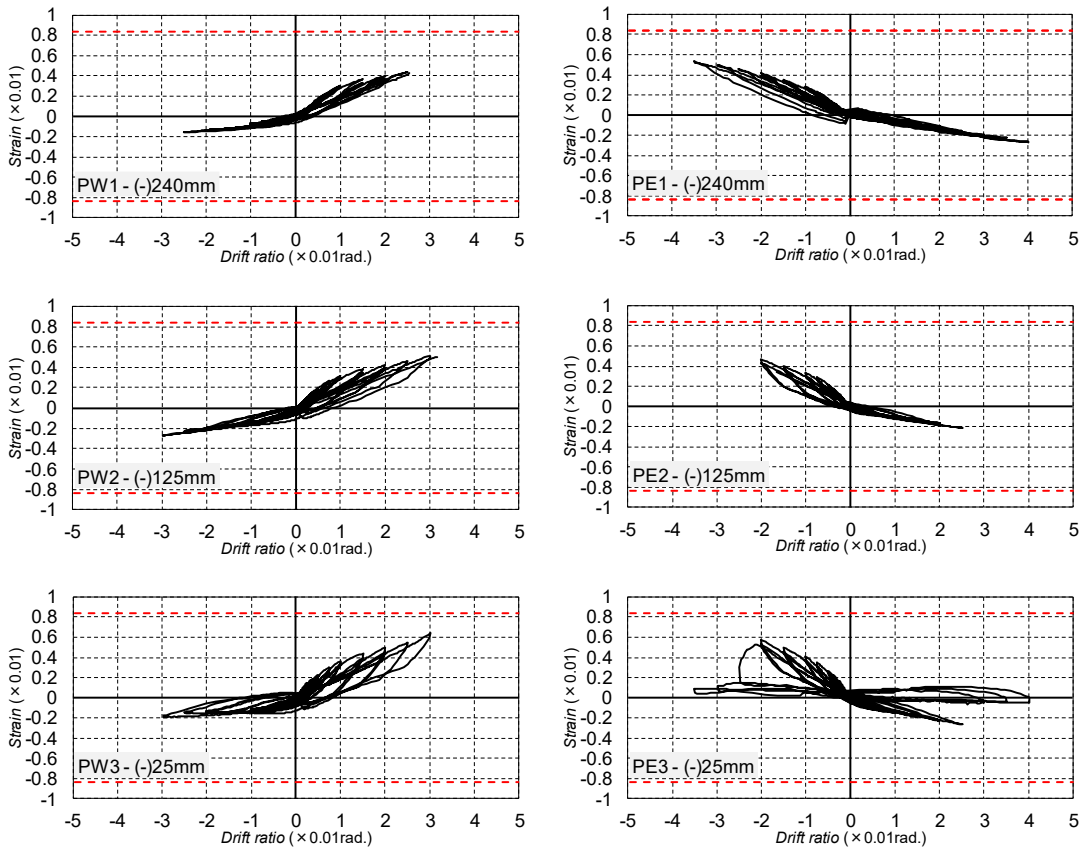 1
0.8
0.6
0.4
0.2
0
-0.2
-0.4
-0.6
-0.8
-1
Strain (×0.01)
PW1 - (-)240mm
-5 -4 -3 -2 -1 0 1 2 3 4 5
Drift ratio (×0.01rad.)
1
0.8
0.6
0.4
0.2
0
-0.2
-0.4
-0.6
-0.8
-1
Strain (×0.01)
PE1 - (-)240mm
-5 -4 -3 -2 -1 0 1 2 3 4 5
Drift ratio (×0.01rad.)
1
0.8
0.6
0.4
0.2
0
-0.2
-0.4
-0.6
-0.8
-1
Strain (×0.01)
PW2 - (-)125mm
-5 -4 -3 -2 -1 0 1 2 3 4 5
Drift ratio (×0.01rad.)
1
0.8
0.6
0.4
0.2
0
-0.2
-0.4
-0.6
-0.8
-1
Strain (×0.01)
PE2 - (-)125mm
-5 -4 -3 -2 -1 0 1 2 3 4 5
Drift ratio (×0.01rad.)
1
0.8
0.6
0.4
0.2
0
-0.2
-0.4
-0.6
-0.8
-1
Strain (×0.01)
PW3 - (-)25mm
-5 -4 -3 -2 -1 0 1 2 3 4 5
Drift ratio (×0.01rad.)
1
0.8
0.6
0.4
0.2
0
-0.2
-0.4
-0.6
-0.8
-1
Strain (×0.01)
PE3 - (-)25mm
-5 -4 -3 -2 -1 0 1 2 3 4 5
Drift ratio (×0.01rad.)